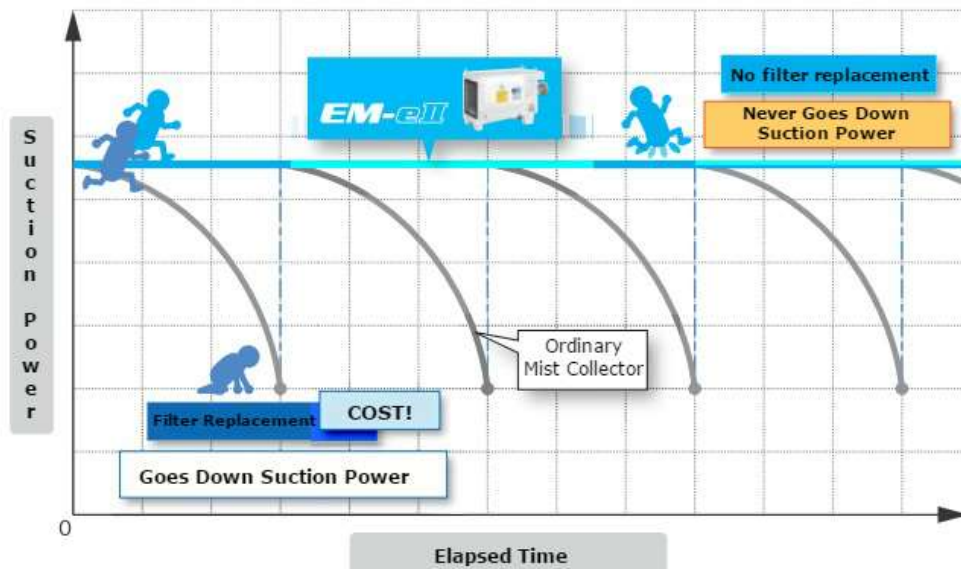 No filter replacement
EM-eII
Never Goes Down
Suction Power
Suction Power
Ordinary
Mist Collector
COST!
Filter Replacement
Goes Down Suction Power
0
Elapsed Time